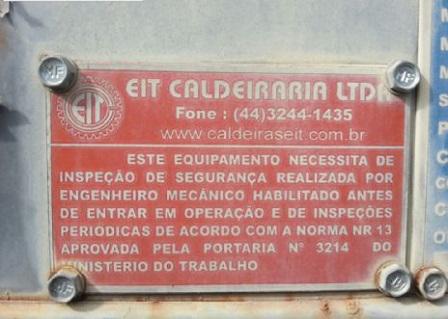 EIT
EIT CALDEIRARIA LTDA
Fone : (44)3244-1435
www.caldeiraseit.com.br
ESTE EQUIPAMENTO NECESSITA DE
INSPEÇÃO DE SEGURANÇA REALIZADA POR
ENGENHEIRO MECÂNICO HABILITADO ANTES
DE ENTRAR EM OPERAÇÃO E DE INSPEÇÕES
PERIÓDICAS DE ACORDO COM A NORMA NR 13
APROVADA PELA PORTARIA N° 3214 DO
MINISTERIO DO TRABALHO